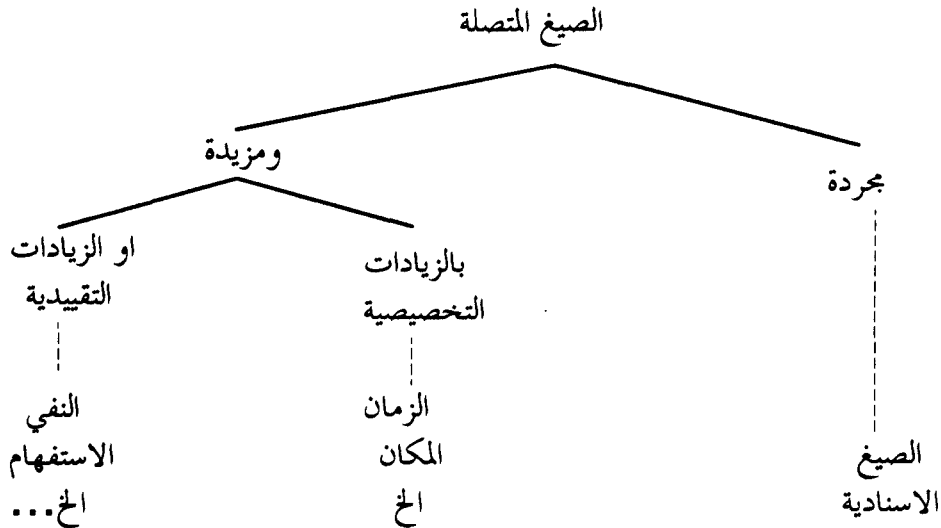 الصيغ المتصلة
مجردة
ومزيدة
بالزيادات
التخصيصية
او الزيادات
التقييدية
الصيغ
الاسنادية
الزمان
المكان
الخ
النفي
الاستفهام
الخ...